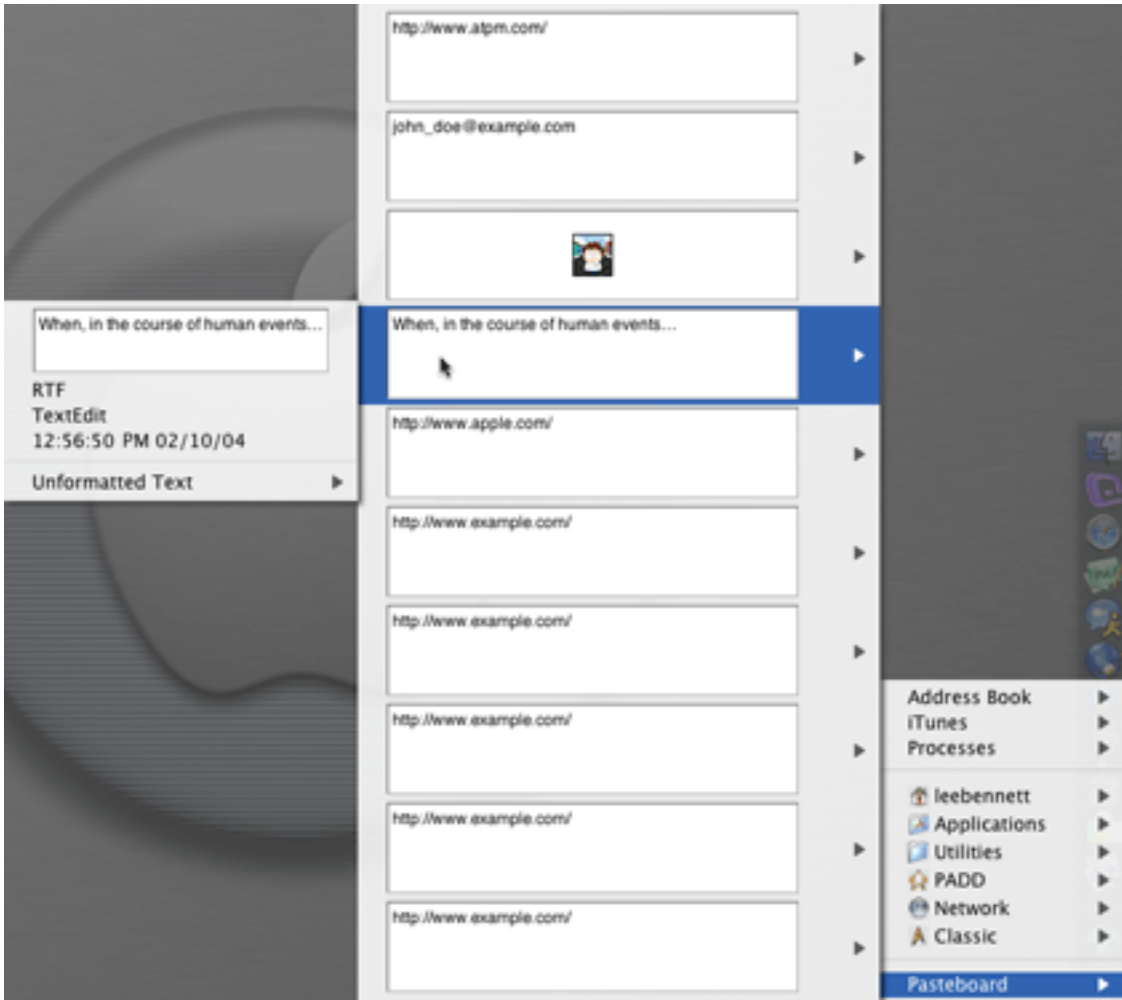 http://www.atpm.com/
john_doe@example.com
When, in the course of human events...
RTF
TextEdit
12:56:50 PM 02/10/04
Unformatted Text
When, in the course of human events...
http://www.apple.com/
http://www.example.com/
http://www.example.com/
http://www.example.com/
http://www.example.com/
http://www.example.com/
Address Book
iTunes
Processes
leebennett
Applications
Utilities
PADD
Network
Classic
Pasteboard